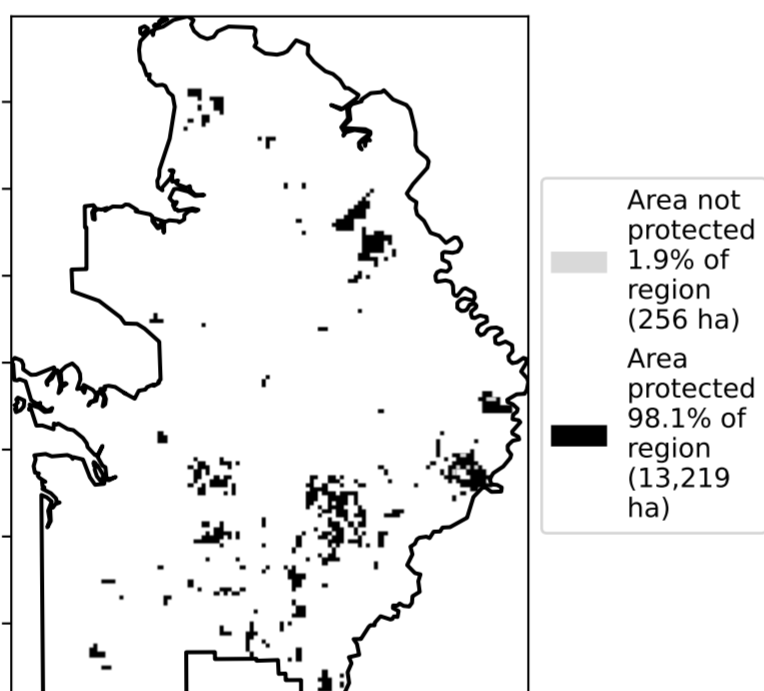 Area not
protected
1.9% of
region
(256 ha)
Area
protected
98.1% of
region
(13,219
ha)